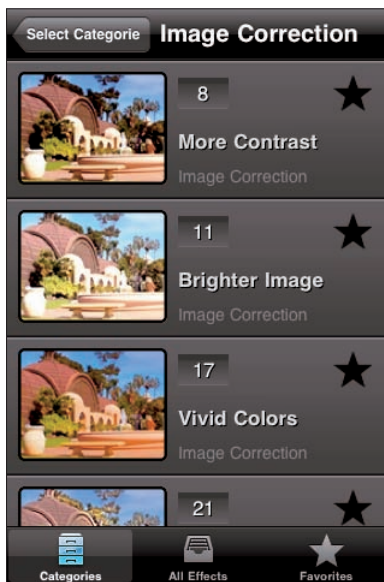 Select Categorie
Image Correction
8
More Contrast
Image Correction
11
Brighter Image
Image Correction
17
Vivid Colors
Image Correction
21
Categories
All Effects
Favorites